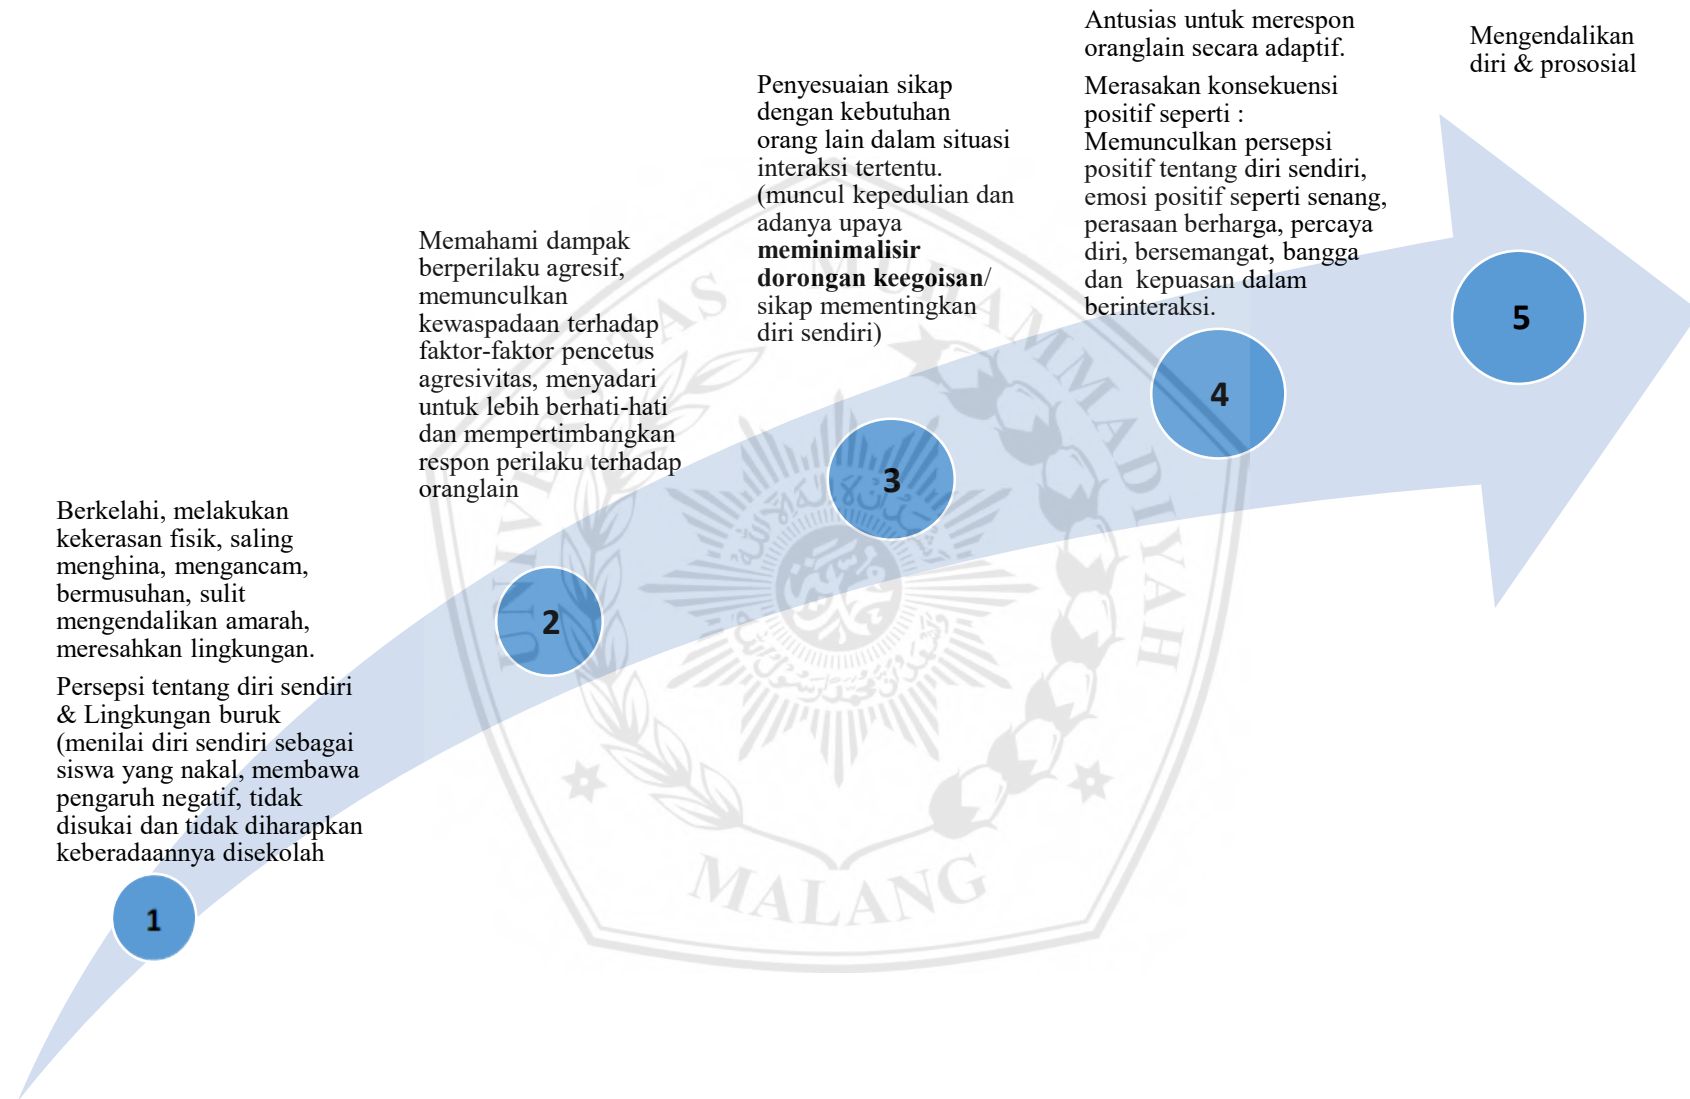 Berkelahi, melakukan
kekerasan fisik, saling
menghina, mengancam,
bermusuhan, sulit
mengendalikan amarah,
meresahkan lingkungan.
Persepsi tentang diri sendiri
& Lingkungan buruk
(menilai diri sendiri sebagai
siswa yang nakal, membawa
pengaruh negatif, tidak
disukai dan tidak diharapkan
keberadaannya disekolah
1
Memahami dampak
berperilaku agresif,
memunculkan
kewaspadaan terhadap
faktor-faktor pencetus
agresivitas, menyadari
untuk lebih berhati-hati
dan mempertimbangkan
respon perilaku terhadap
oranglain
2
Penyesuaian sikap
dengan kebutuhan
orang lain dalam situasi
interaksi tertentu.
(muncul kepedulian dan
adanya upaya
meminimalisir
dorongan keegoisan/
sikap mementingkan
diri sendiri)
3
Antusias untuk merespon
oranglain secara adaptif.
Merasakan konsekuensi
positif seperti :
Memunculkan persepsi
positif tentang diri sendiri,
emosi positif seperti senang,
perasaan berharga, percaya
diri, bersemangat, bangga
dan kepuasan dalam
berinteraksi.
4
Mengendalikan
diri & prososial
5
UNIVERSITAS MUHAMMADIYAH
MALANG